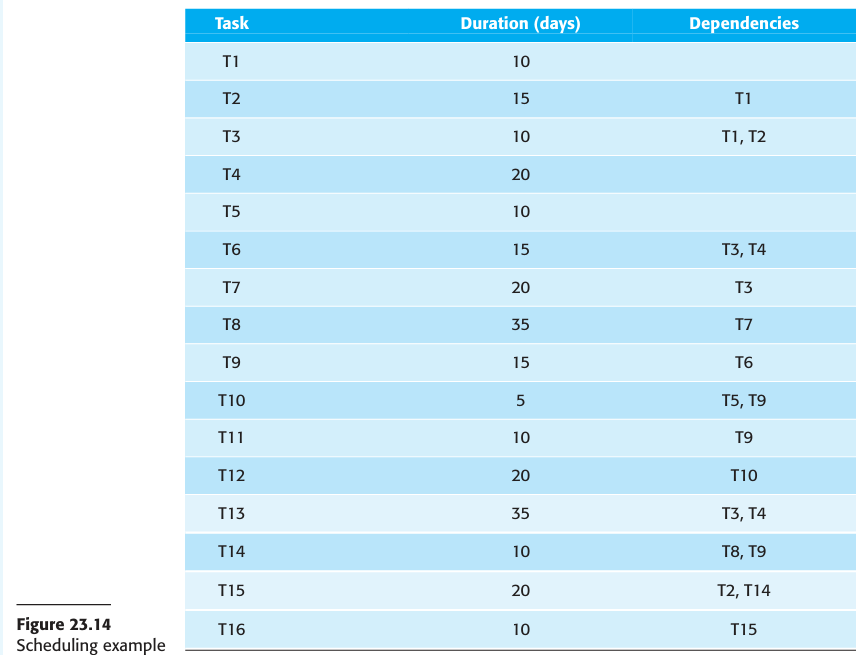 Task Duration (days) Dependencies
T1 10
T2 15 T1
T3 10 T1, T2
T4 20
T5 10
T6 15 T3, T4
T7 20 T3
T8 35 T7
T9 15 T6
T10 5 T5, T9
T11 10 T9
T12 20 T10
T13 35 T3, T4
T14 10 T8, T9
T15 20 T2, T14
T16 10 T15
Figure 23.14
Scheduling example